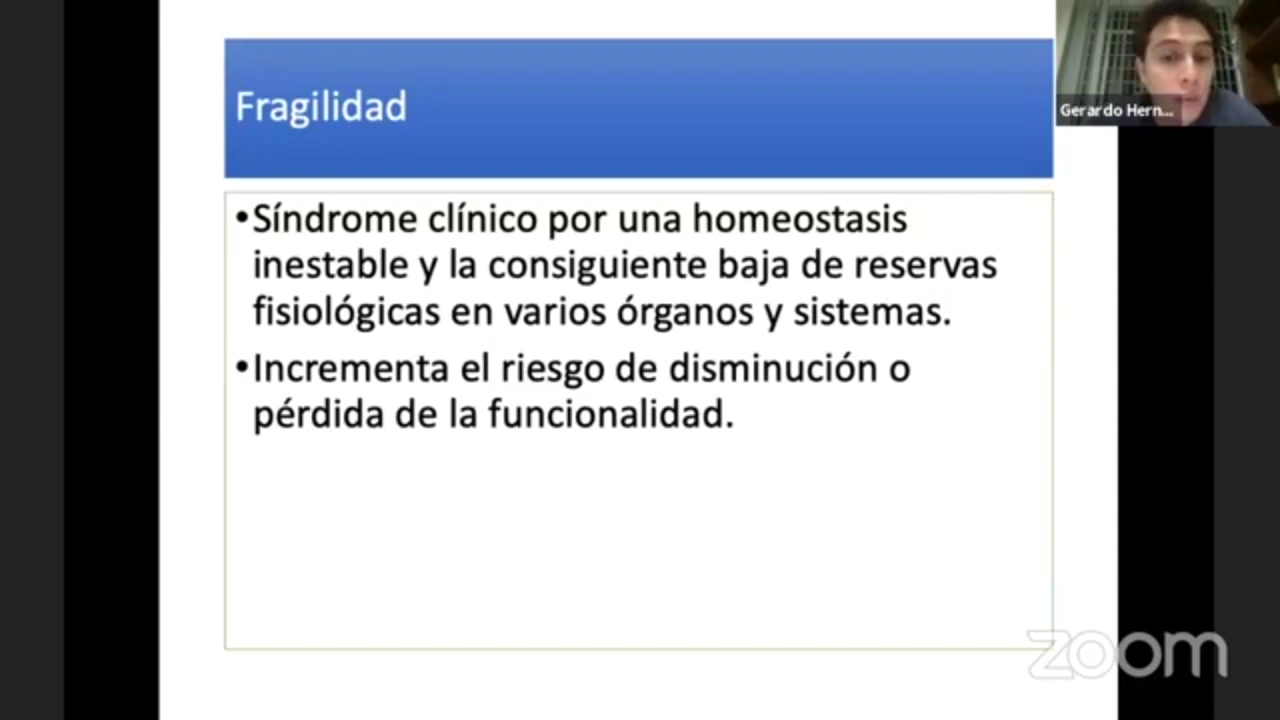 Fragilidad
Gerardo Hern...
•Síndrome clínico por una homeostasis
inestable y la consiguiente baja de reservas
fisiológicas en varios órganos y sistemas.
•Incrementa el riesgo de disminución o
pérdida de la funcionalidad.
zoom